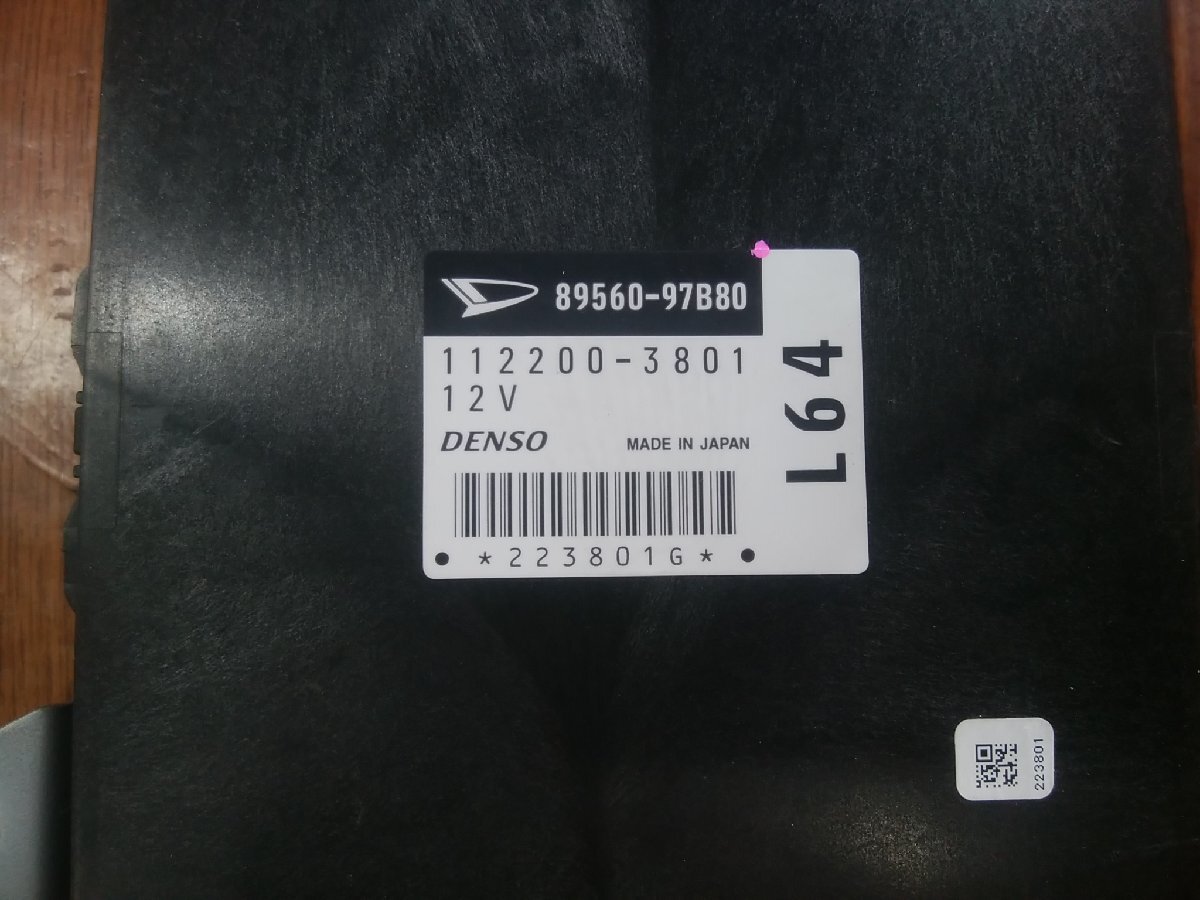 89560-97B80
112200-3801
12V
DENSO MADE IN JAPAN
*223801G*
L64
223801